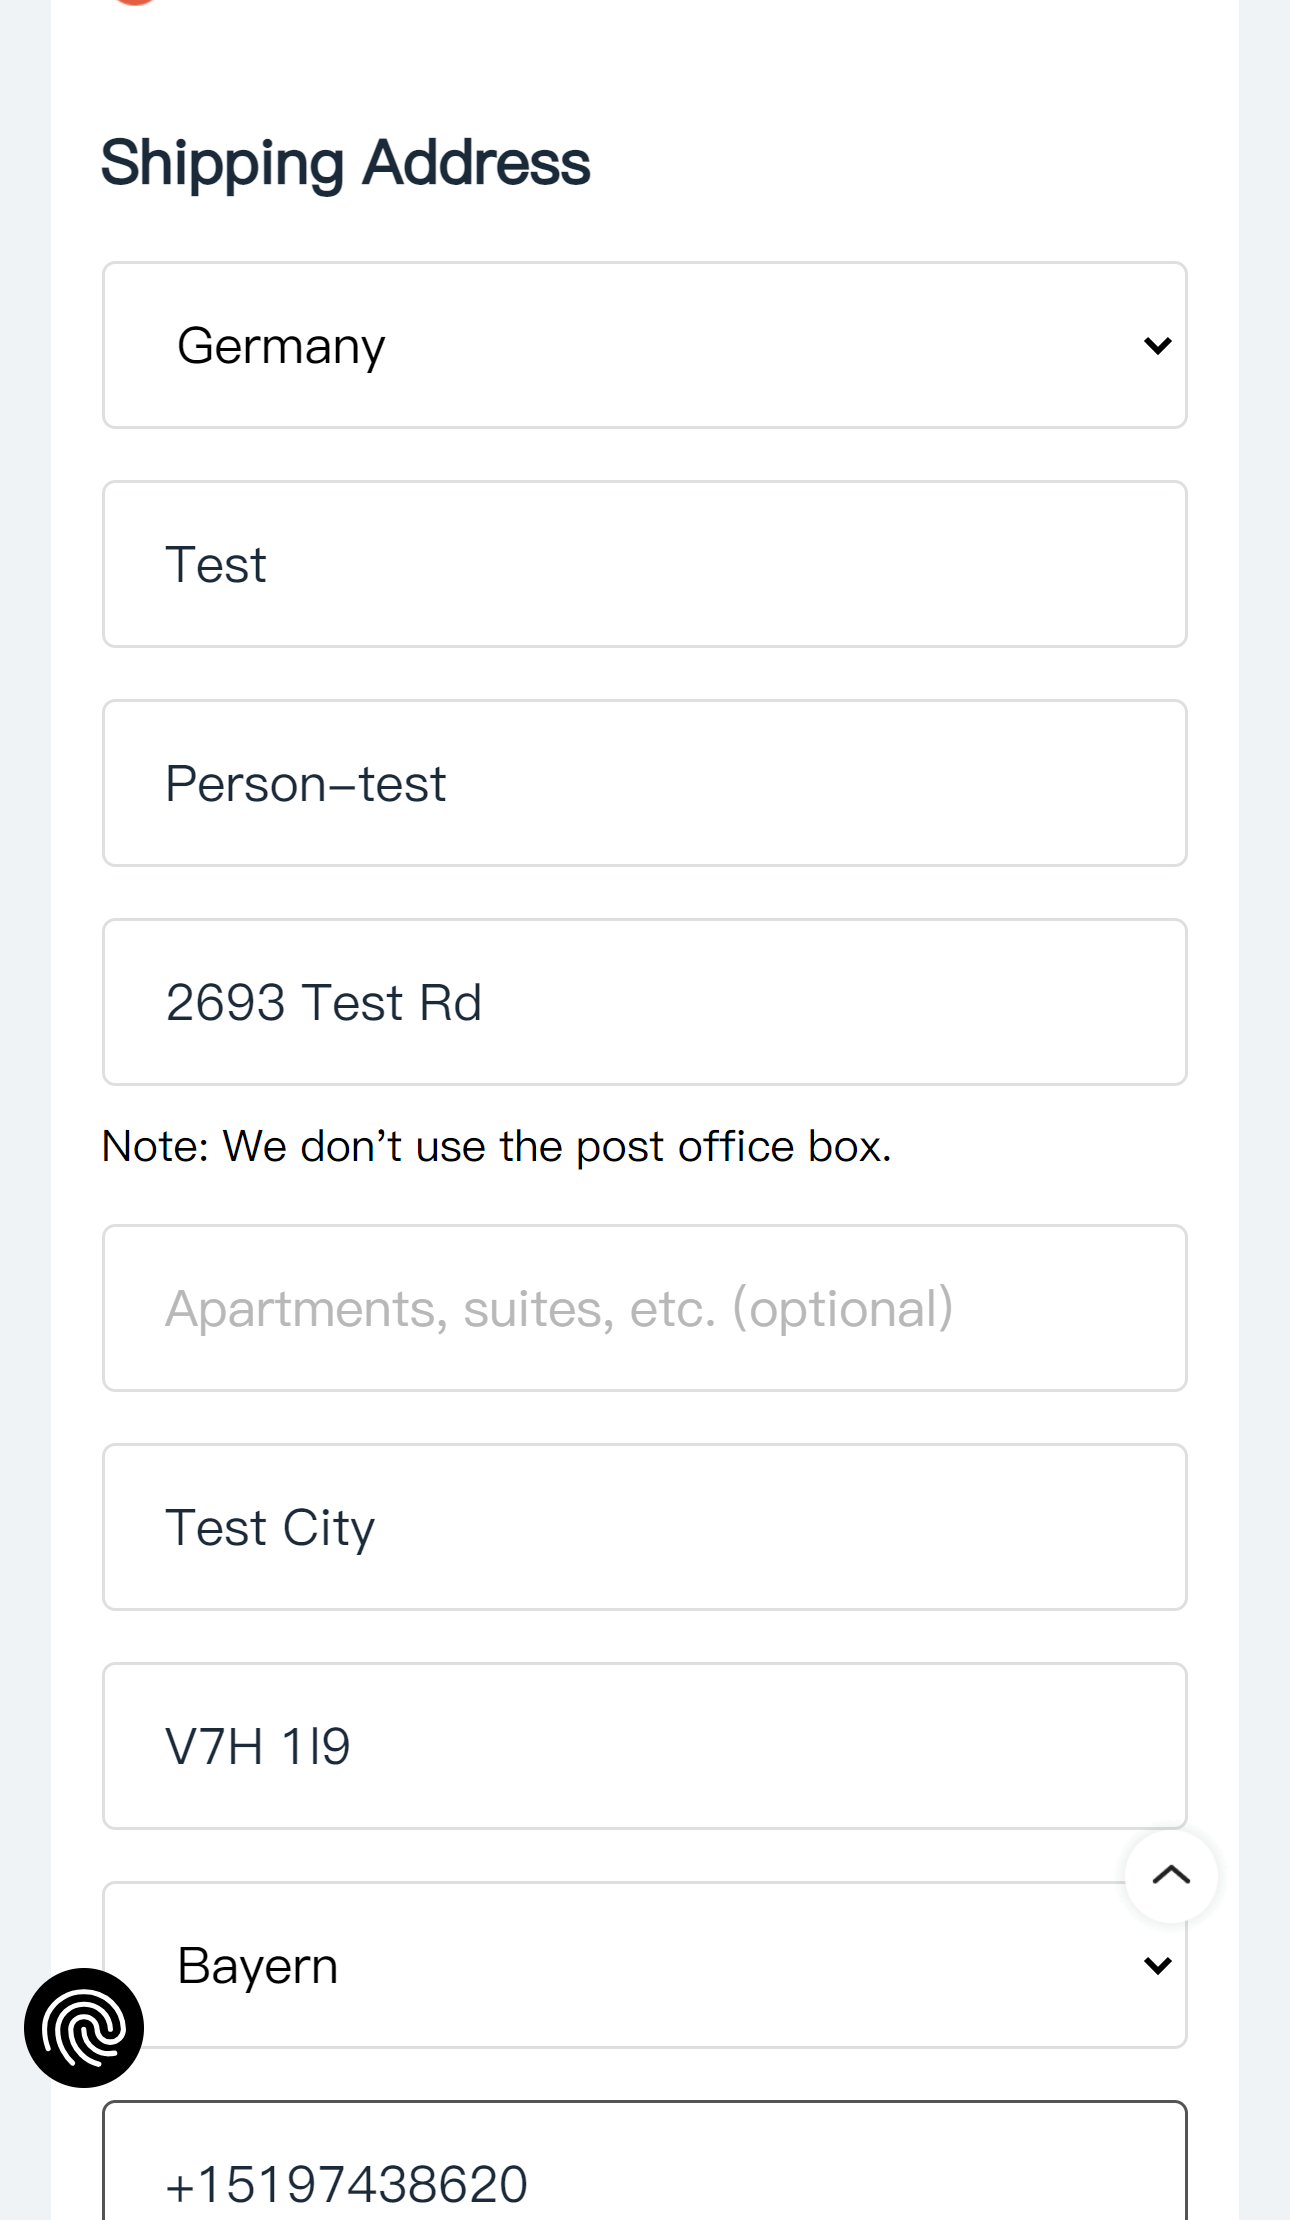 Shipping Address
Germany
Test
Person-test
2693 Test Rd
Note: We don't use the post office box.
Apartments, suites, etc. (optional)
Test City
V7H 1l9
Bayern
+15197438620